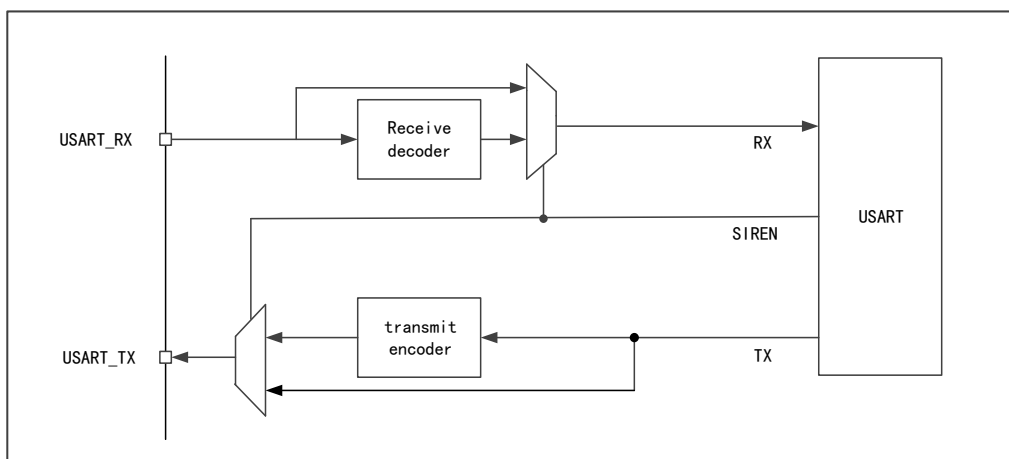 USART_RX
Receive
decoder
RX
USART
SIREN
transmit
encoder
USART_TX
TX